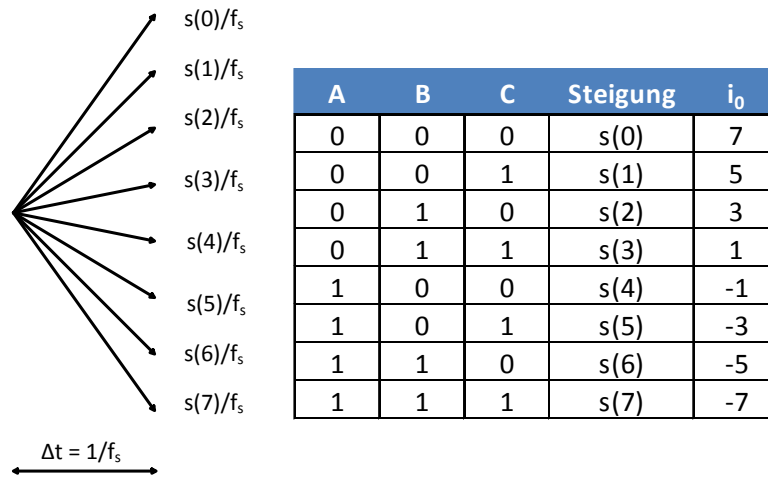 s(0)/fₛ
s(1)/fₛ
s(2)/fₛ
s(3)/fₛ
s(4)/fₛ
s(5)/fₛ
s(6)/fₛ
s(7)/fₛ
Δt = 1/fₛ
A B C Steigung i₀
0 0 0 s(0) 7
0 0 1 s(1) 5
0 1 0 s(2) 3
0 1 1 s(3) 1
1 0 0 s(4) -1
1 0 1 s(5) -3
1 1 0 s(6) -5
1 1 1 s(7) -7